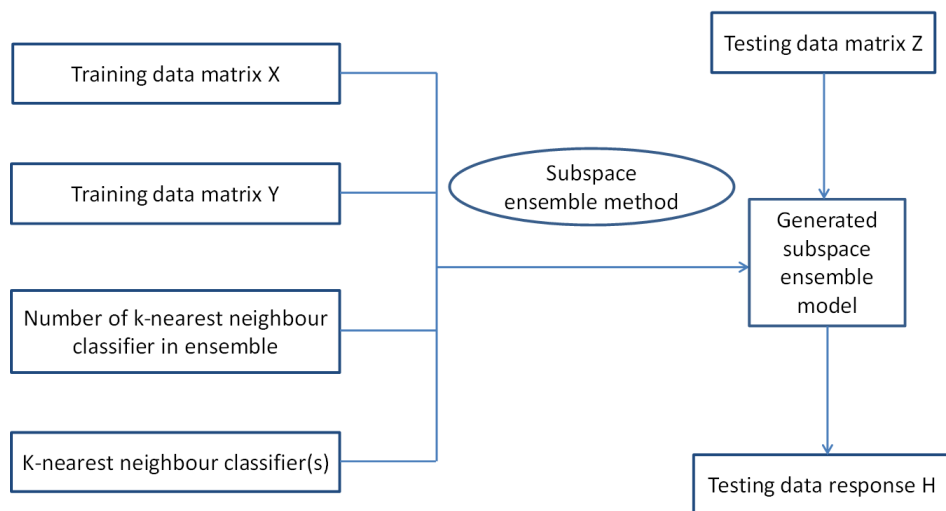 Training data matrix X
Training data matrix Y
Number of k-nearest neighbour
classifier in ensemble
K-nearest neighbour classifier(s)
Subspace
ensemble method
Testing data matrix Z
Generated
subspace
ensemble
model
Testing data response H